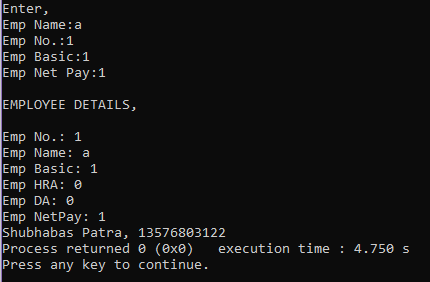 Enter,
Emp Name:a
Emp No.:1
Emp Basic:1
Emp Net Pay:1
EMPLOYEE DETAILS,
Emp No.: 1
Emp Name: a
Emp Basic: 1
Emp HRA: 0
Emp DA: 0
Emp NetPay: 1
Shubhabas Patra, 13576803122
Process returned 0 (0x0)   execution time : 4.750 s
Press any key to continue.